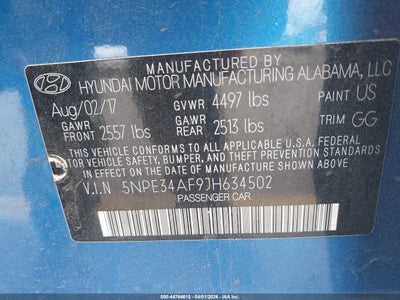 MANUFACTURED BY
HYUNDAI MOTOR MANUFACTURING ALABAMA, LLC
Aug/02/17 GVWR 4497 lbs PAINT US
GAWR FRONT 2557 lbs GAWR REAR 2513 lbs TRIM GG
THIS VEHICLE CONFORMS TO ALL APPLICABLE U.S.A. FEDERAL
MOTOR VEHICLE SAFETY, BUMPER, AND THEFT PREVENTION STANDARDS
IN EFFECT ON THE DATE OF MANUFACTURE SHOWN ABOVE.
V.I.N 5NPE34AF9JH634502
PASSENGER CAR
000-44764615 - 04/01/2026 - 000-44764615